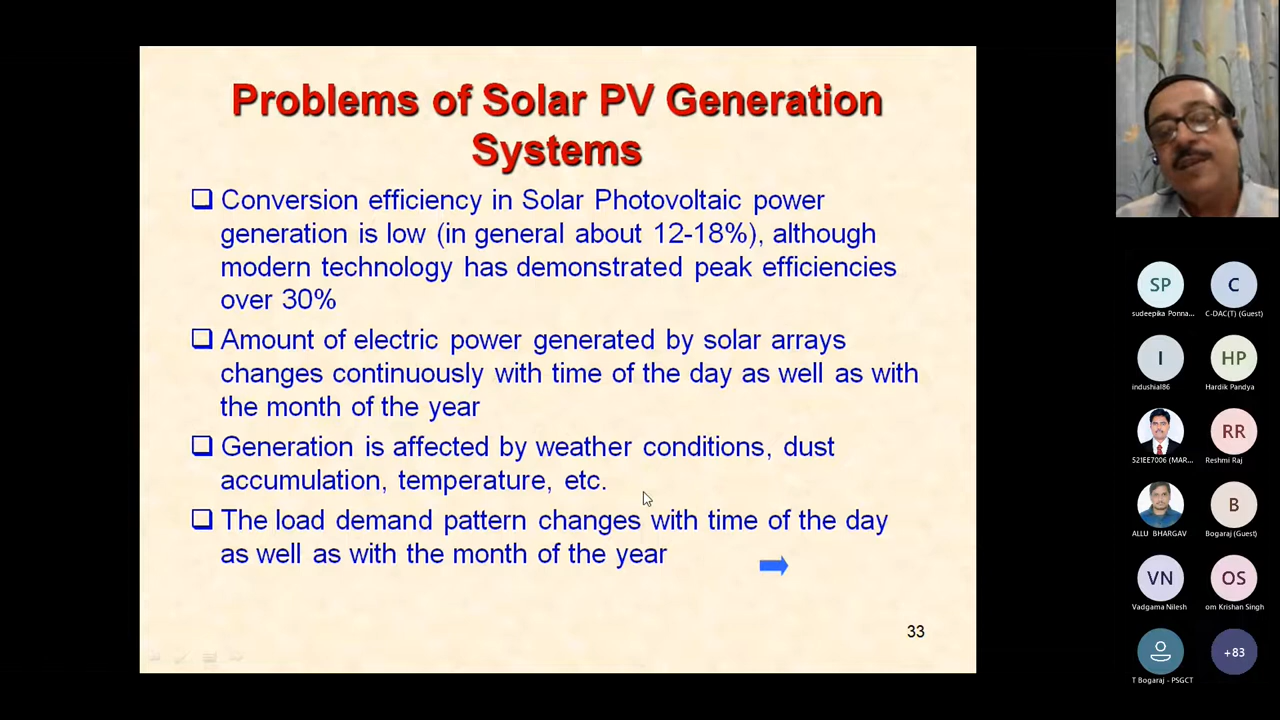 Problems of Solar PV Generation
Systems
Conversion efficiency in Solar Photovoltaic power
generation is low (in general about 12-18%), although
modern technology has demonstrated peak efficiencies
over 30%
Amount of electric power generated by solar arrays
changes continuously with time of the day as well as with
the month of the year
Generation is affected by weather conditions, dust
accumulation, temperature, etc.
The load demand pattern changes with time of the day
as well as with the month of the year
33
SP
C
sudeepika Ponna...
C-DAC(T) (Guest)
I
HP
indushial86
Hardik Pandya
RR
521EE7006 (MAR...
Reshmi Raj
B
ALLU BHARGAV
Bogaraj (Guest)
VN
OS
Vadgama Nilesh
om Krishan Singh
+83
T Bogaraj - PSGCT